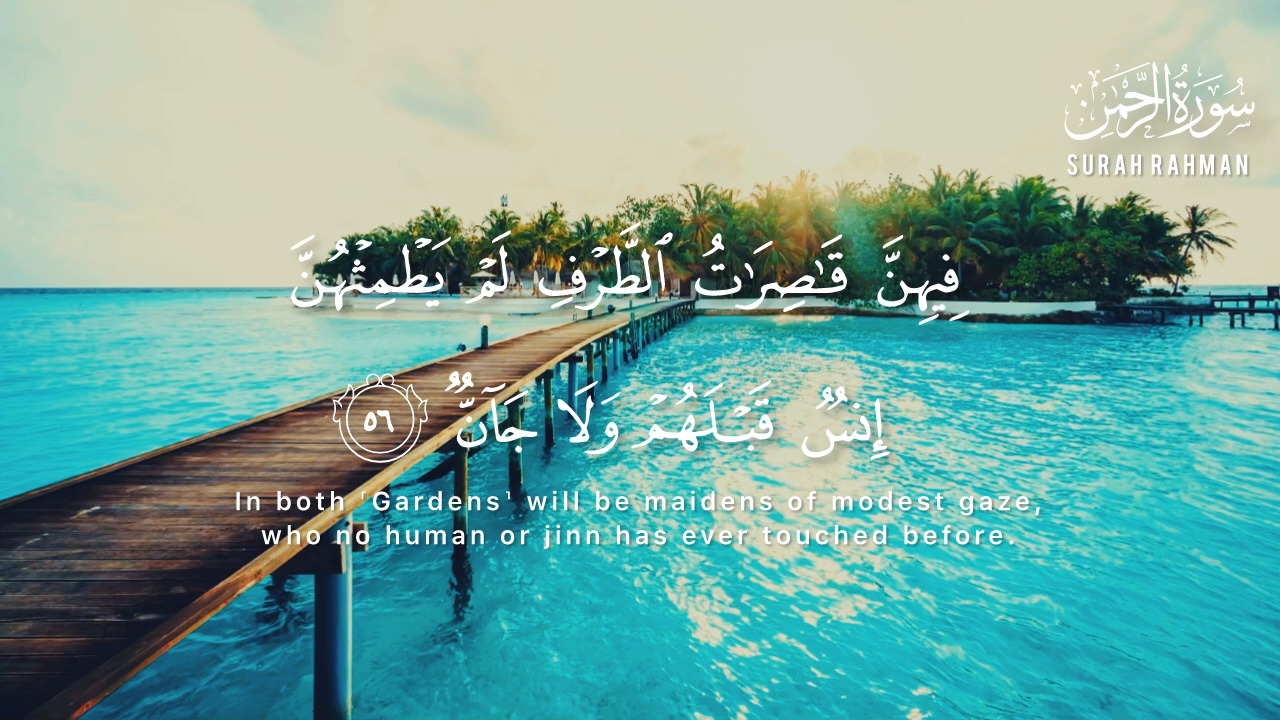 سُورَةُ الرَّحْمَٰن
SURAH RAHMAN
فِيهِنَّ قَٰصِرَٰتُ ٱلطَّرْفِ لَمْ يَطْمِثْهُنَّ
إِنسٌ قَبْلَهُمْ وَلَا جَآنٌّ ٥٦
In both ˹Gardens˺ will be maidens of modest gaze,
who no human or jinn has ever touched before.